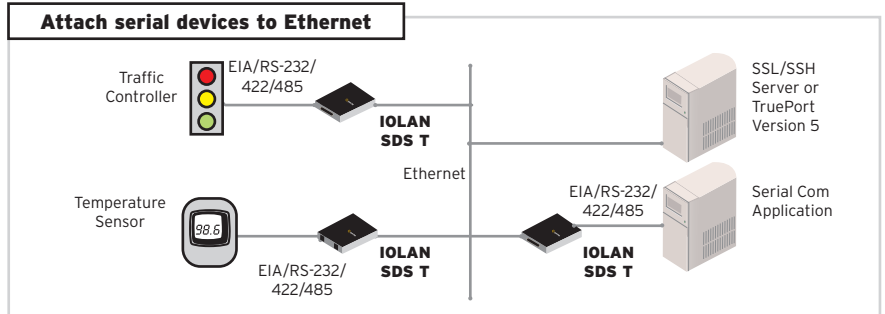 Attach serial devices to Ethernet
Traffic
Controller
EIA/RS-232/
422/485
IOLAN
SDS T
SSL/SSH
Server or
TruePort
Version 5
Ethernet
Temperature
Sensor
98.6
EIA/RS-232/
422/485
IOLAN
SDS T
EIA/RS-232/
422/485
IOLAN
SDS T
Serial Com
Application